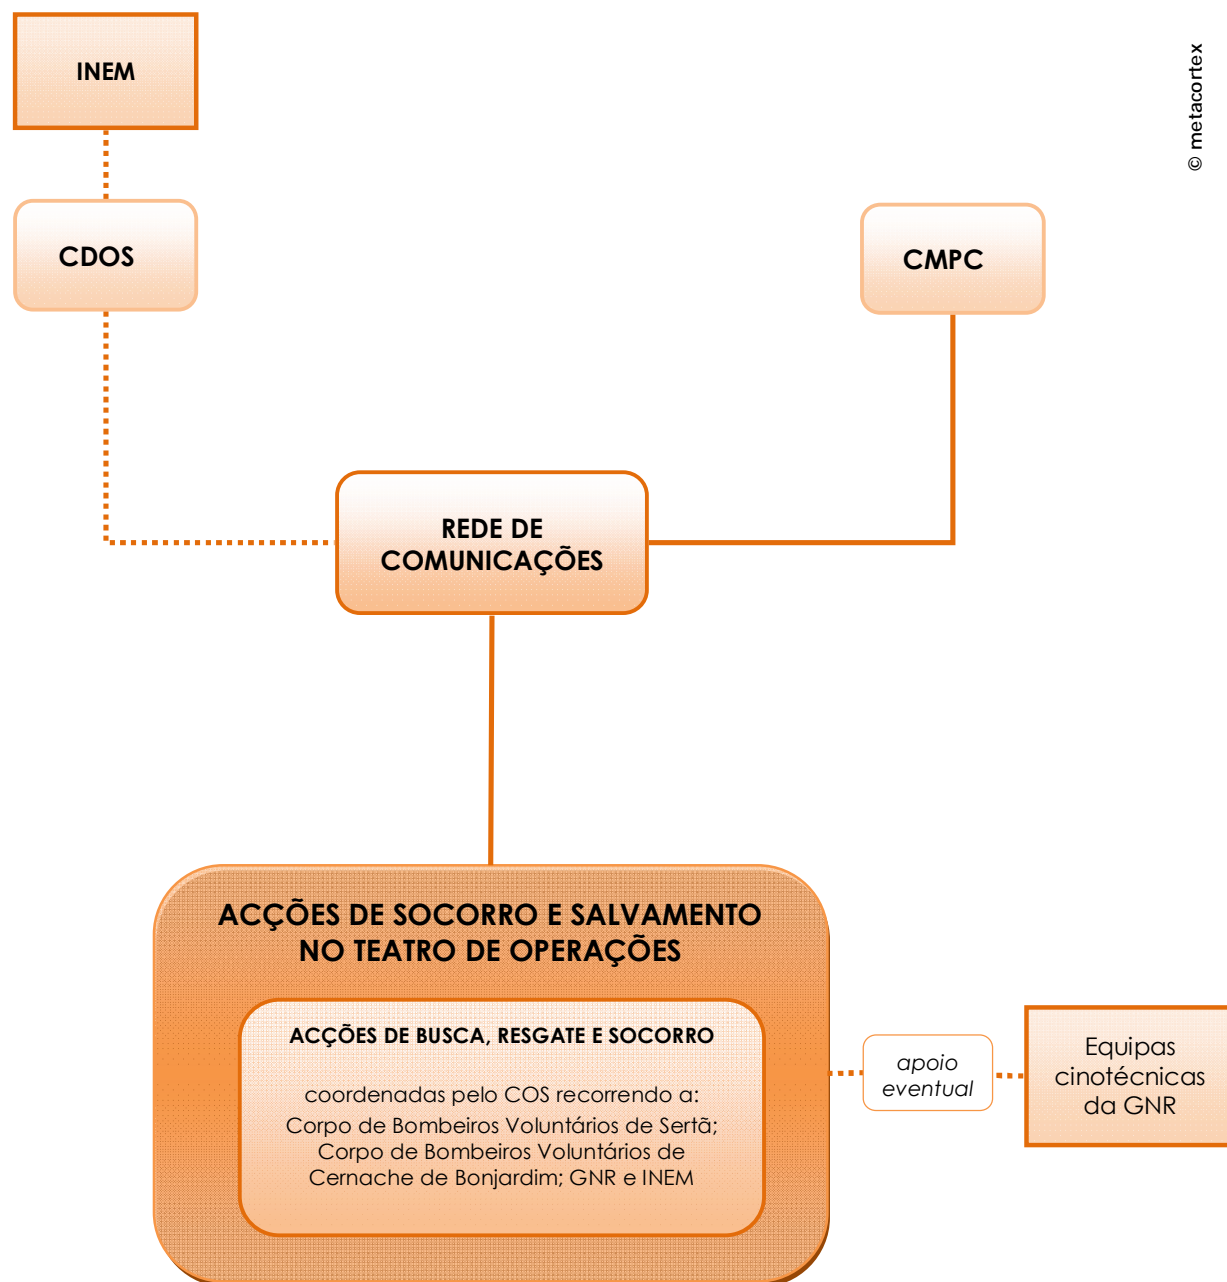 INEM
© metacortex
CDOS
CMPC
REDE DE
COMUNICAÇÕES
ACÇÕES DE SOCORRO E SALVAMENTO
NO TEATRO DE OPERAÇÕES
ACÇÕES DE BUSCA, RESGATE E SOCORRO
coordenadas pelo COS recorrendo a:
Corpo de Bombeiros Voluntários de Sertã;
Corpo de Bombeiros Voluntários de
Cernache de Bonjardim; GNR e INEM
apoio
eventual
Equipas
cinotécnicas
da GNR